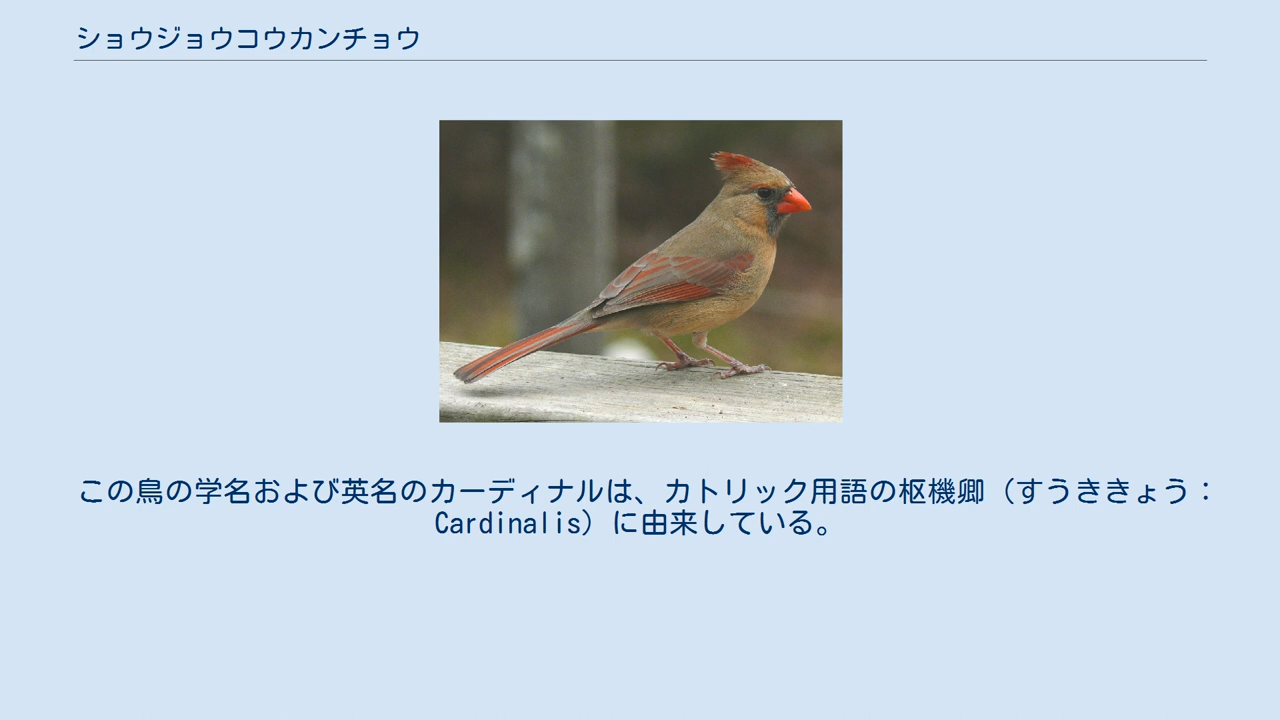 ショウジョウコウカンチョウ
この鳥の学名および英名のカーディナルは、カトリック用語の枢機卿（すうききょう：
Cardinalis）に由来している。